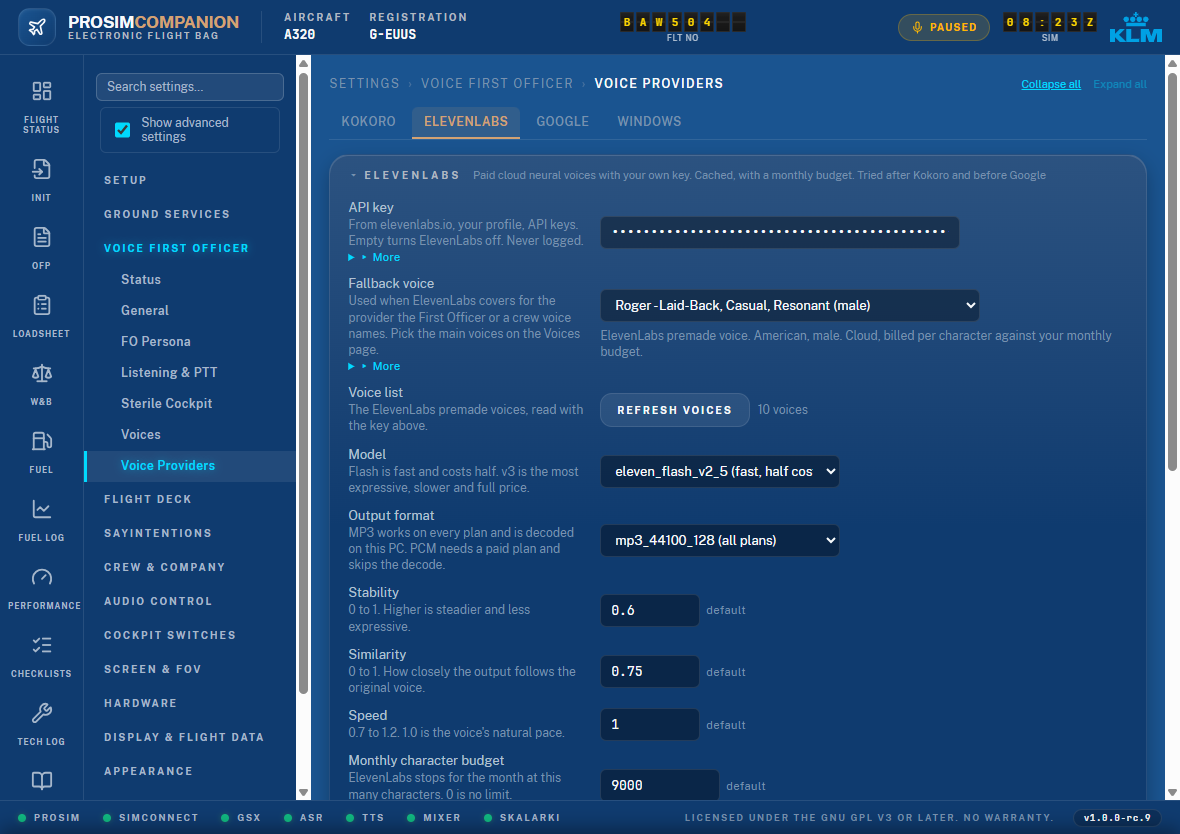 PROSIMCOMPANION
ELECTRONIC FLIGHT BAG
AIRCRAFT
A320
REGISTRATION
G-EUUS
BAW504
FLT NO
PAUSED
08:23Z
SIM
KLM
FLIGHT STATUS
INIT
OFP
LOADSHEET
W&B
FUEL
FUEL LOG
PERFORMANCE
CHECKLISTS
TECH LOG
Search settings...
Show advanced
settings
SETUP
GROUND SERVICES
VOICE FIRST OFFICER
Status
General
FO Persona
Listening & PTT
Sterile Cockpit
Voices
Voice Providers
FLIGHT DECK
SAYINTENTIONS
CREW & COMPANY
AUDIO CONTROL
COCKPIT SWITCHES
SCREEN & FOV
HARDWARE
DISPLAY & FLIGHT DATA
APPEARANCE
SETTINGS › VOICE FIRST OFFICER › VOICE PROVIDERS
Collapse all Expand all
KOKORO ELEVENLABS GOOGLE WINDOWS
- ELEVENLABS Paid cloud neural voices with your own key. Cached, with a monthly budget. Tried after Kokoro and before Google
API key
From elevenlabs.io, your profile, API keys.
Empty turns ElevenLabs off. Never logged.
▶ ‣ More
Fallback voice
Used when ElevenLabs covers for the
provider the First Officer or a crew voice
names. Pick the main voices on the Voices
page.
▶ ‣ More
Roger - Laid-Back, Casual, Resonant (male)
ElevenLabs premade voice. American, male. Cloud, billed per character against your monthly
budget.
Voice list
The ElevenLabs premade voices, read with
the key above.
REFRESH VOICES 10 voices
Model
Flash is fast and costs half. v3 is the most
expressive, slower and full price.
eleven_flash_v2_5 (fast, half cos
Output format
MP3 works on every plan and is decoded
on this PC. PCM needs a paid plan and
skips the decode.
mp3_44100_128 (all plans)
Stability
0 to 1. Higher is steadier and less
expressive.
0.6 default
Similarity
0 to 1. How closely the output follows the
original voice.
0.75 default
Speed
0.7 to 1.2. 1.0 is the voice's natural pace.
1 default
Monthly character budget
ElevenLabs stops for the month at this
many characters. 0 is no limit.
9000 default
PROSIM SIMCONNECT GSX ASR TTS MIXER SKALARKI
LICENSED UNDER THE GNU GPL V3 OR LATER. NO WARRANTY.
v1.0.0-rc.9